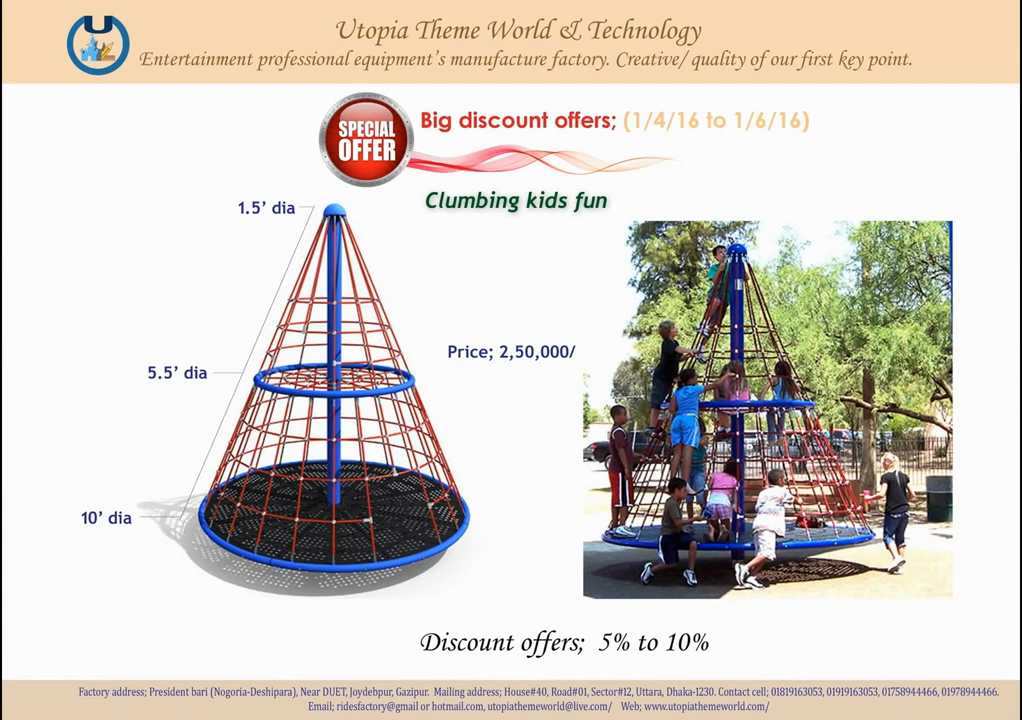 Utopia Theme World & Technology
Entertainment professional equipment's manufacture factory. Creative/ quality of our first key point.
SPECIAL
OFFER
Big discount offers; (1/4/16 to 1/6/16)
Clumbing kids fun
1.5' dia
5.5' dia
10' dia
Price; 2,50,000/
Discount offers; 5% to 10%
Factory address; President bari (Nogoria-Deshipara), Near DUET, Joydebpur, Gazipur. Mailing address; House#40, Road#01, Sector#12, Uttara, Dhaka-1230. Contact cell; 01819163053, 01919163053, 01758944466, 01978944466.
Email; ridesfactory@gmail or hotmail.com, utopiathemeworld@live.com/ Web; www.utopiathemeworld.com/